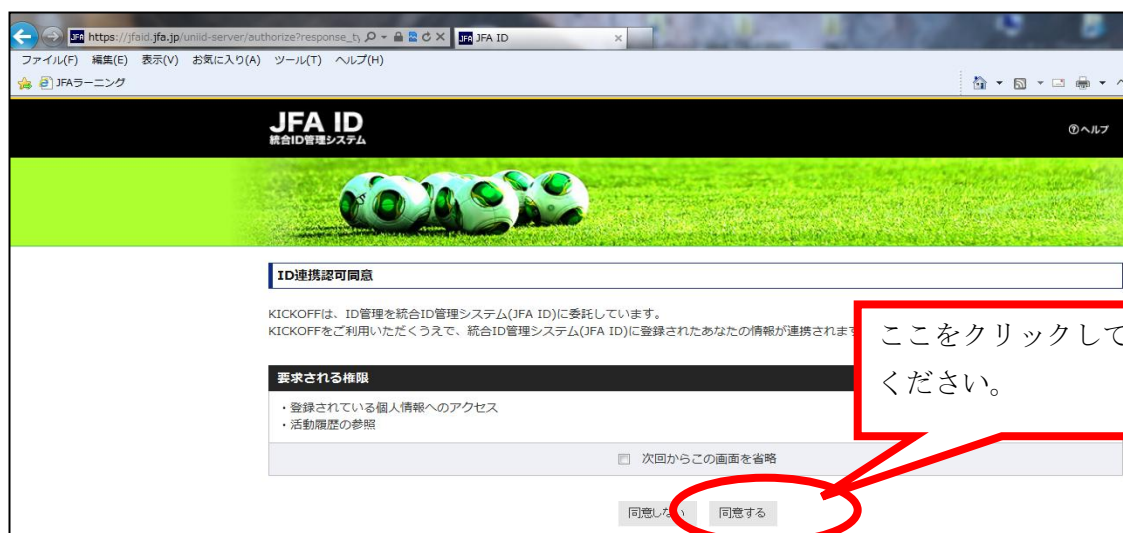 https://jfaid.jfa.jp/uniid-server/authorize?response_t JFA ID
ファイル(F) 編集(E) 表示(V) お気に入り(A) ツール(T) ヘルプ(H)
JFAラーニング
JFA ID
統合ID管理システム
ヘルプ
ID連携認可同意
KICKOFFは、ID管理を統合ID管理システム(JFA ID)に委託しています。
KICKOFFをご利用いただくうえで、統合ID管理システム(JFA ID)に登録されたあなたの情報が連携されます
ここをクリックして
ください。
要求される権限
・登録されている個人情報へのアクセス
・活動履歴の参照
次回からこの画面を省略
同意しない 同意する